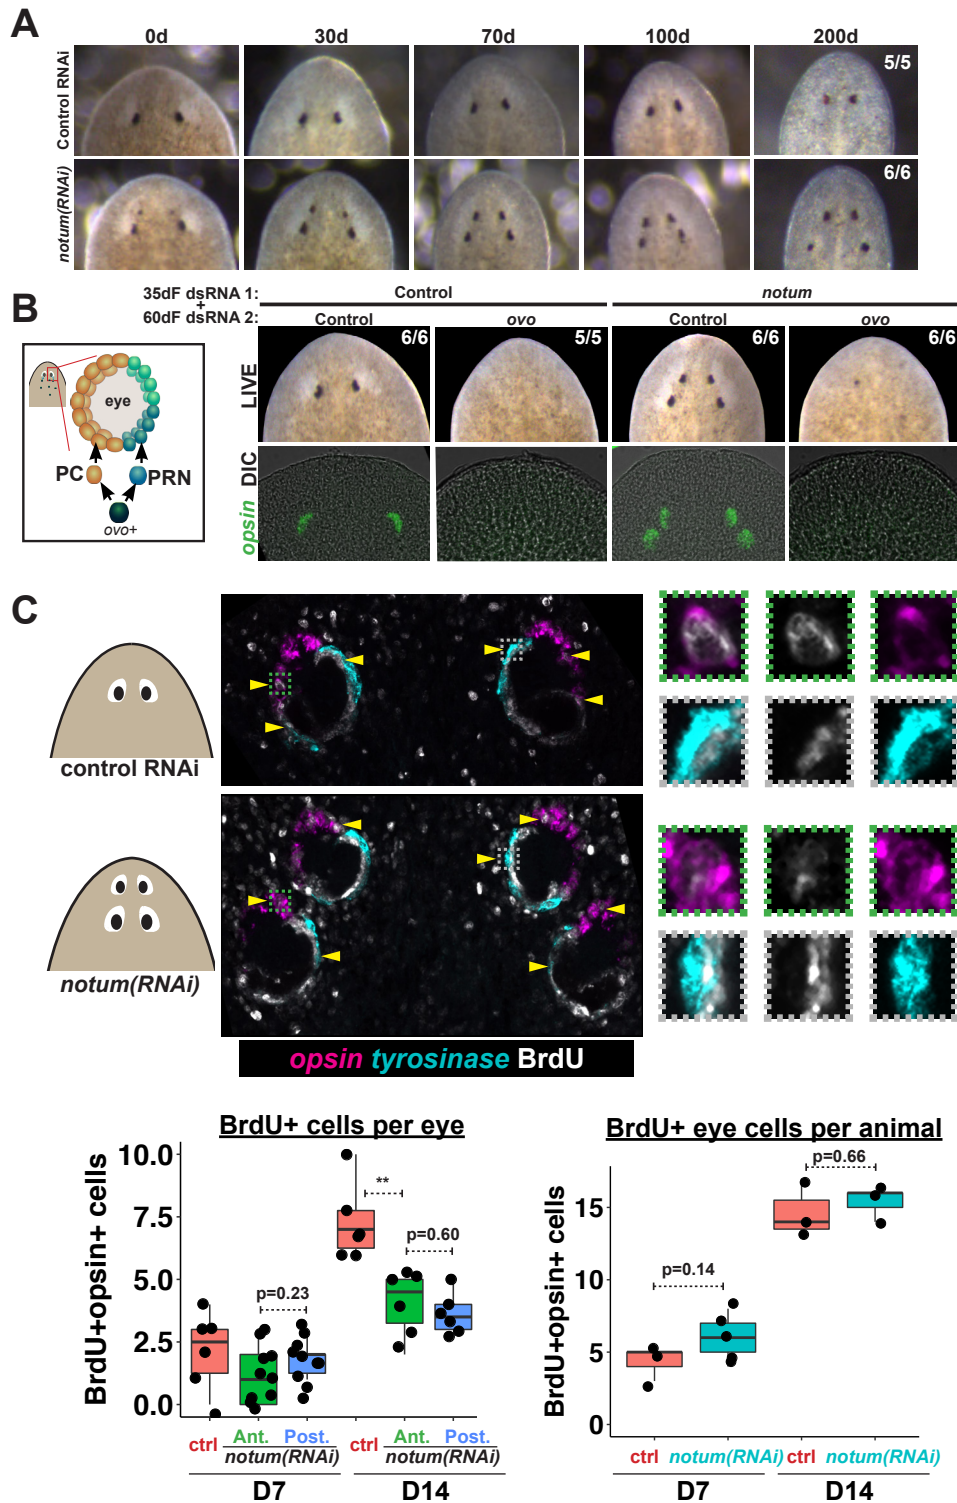 A
0d 30d 70d 100d 200d
Control RNAi
5/5
notum(RNAi)
6/6
B
35dF dsRNA 1: Control notum
+
60dF dsRNA 2: Control ovo Control ovo
LIVE
6/6 5/5 6/6 6/6
eye
PC PRN
ovo+
opsin DIC
C
control RNAi
notum(RNAi)
opsin tyrosinase BrdU
BrdU+ cells per eye
BrdU+opsin+ cells
10.0
7.5
5.0
2.5
0.0
**
p=0.60
p=0.23
ctrl Ant. Post. ctrl Ant. Post.
notum(RNAi) notum(RNAi)
D7 D14
BrdU+ eye cells per animal
BrdU+opsin+ cells
15
10
5
0
p=0.66
p=0.14
ctrl notum(RNAi) ctrl notum(RNAi)
D7 D14